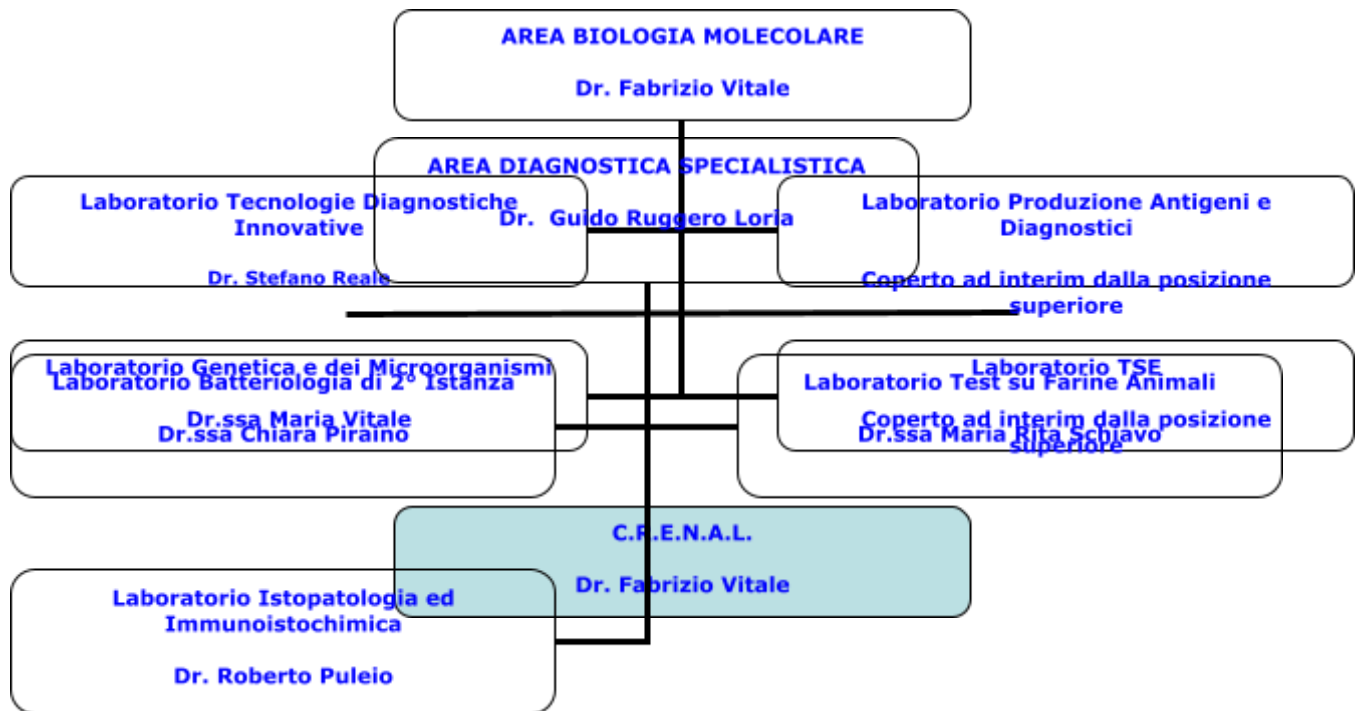 AREA BIOLOGIA MOLECOLARE
Dr. Fabrizio Vitale
AREA DIAGNOSTICA SPECIALISTICA
Dr. Guido Ruggero Loria
Laboratorio Tecnologie Diagnostiche
Innovative
Dr. Stefano Reale
Laboratorio Produzione Antigeni e
Diagnostici
Coperto ad interim dalla posizione
superiore
Laboratorio Genetica e dei Microorganismi
Dr.ssa Maria Vitale
Laboratorio Batteriologia di 2° Istanza
Dr.ssa Chiara Piraino
Laboratorio TSE
Coperto ad interim dalla posizione
superiore
Laboratorio Test su Farine Animali
Dr.ssa Maria Rita Schiavo
C.R.E.N.A.L.
Dr. Fabrizio Vitale
Laboratorio Istopatologia ed
Immunoistochimica
Dr. Roberto Puleio